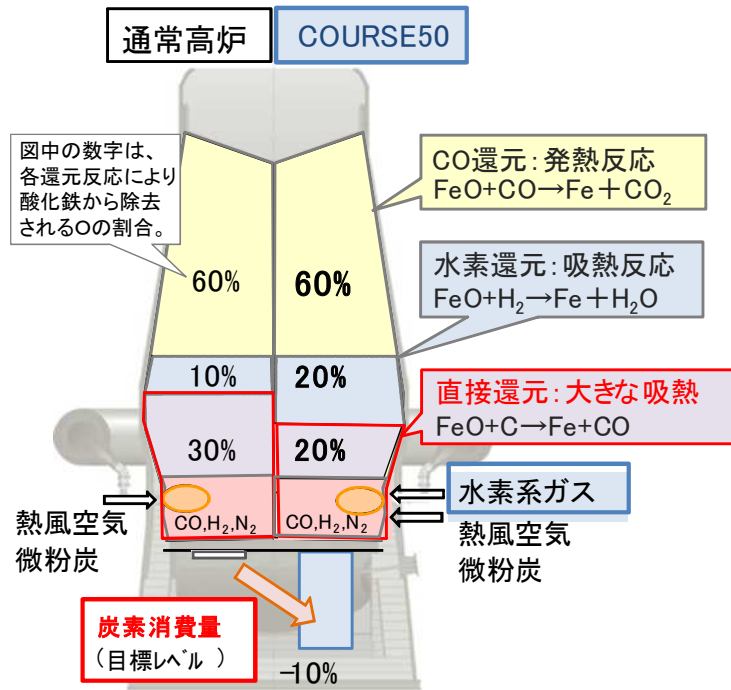 通常高炉
COURSE50
図中の数字は、
各還元反応により
酸化鉄から除去
されるOの割合。
CO還元：発熱反応
FeO+CO→Fe＋CO₂
60%
60%
水素還元：吸熱反応
FeO+H₂→Fe＋H₂O
10%
20%
直接還元：大きな吸熱
FeO+C→Fe+CO
30%
20%
水素系ガス
CO,H₂,N₂
CO,H₂,N₂
熱風空気
微粉炭
熱風空気
微粉炭
炭素消費量
（目標レベル ）
-10%